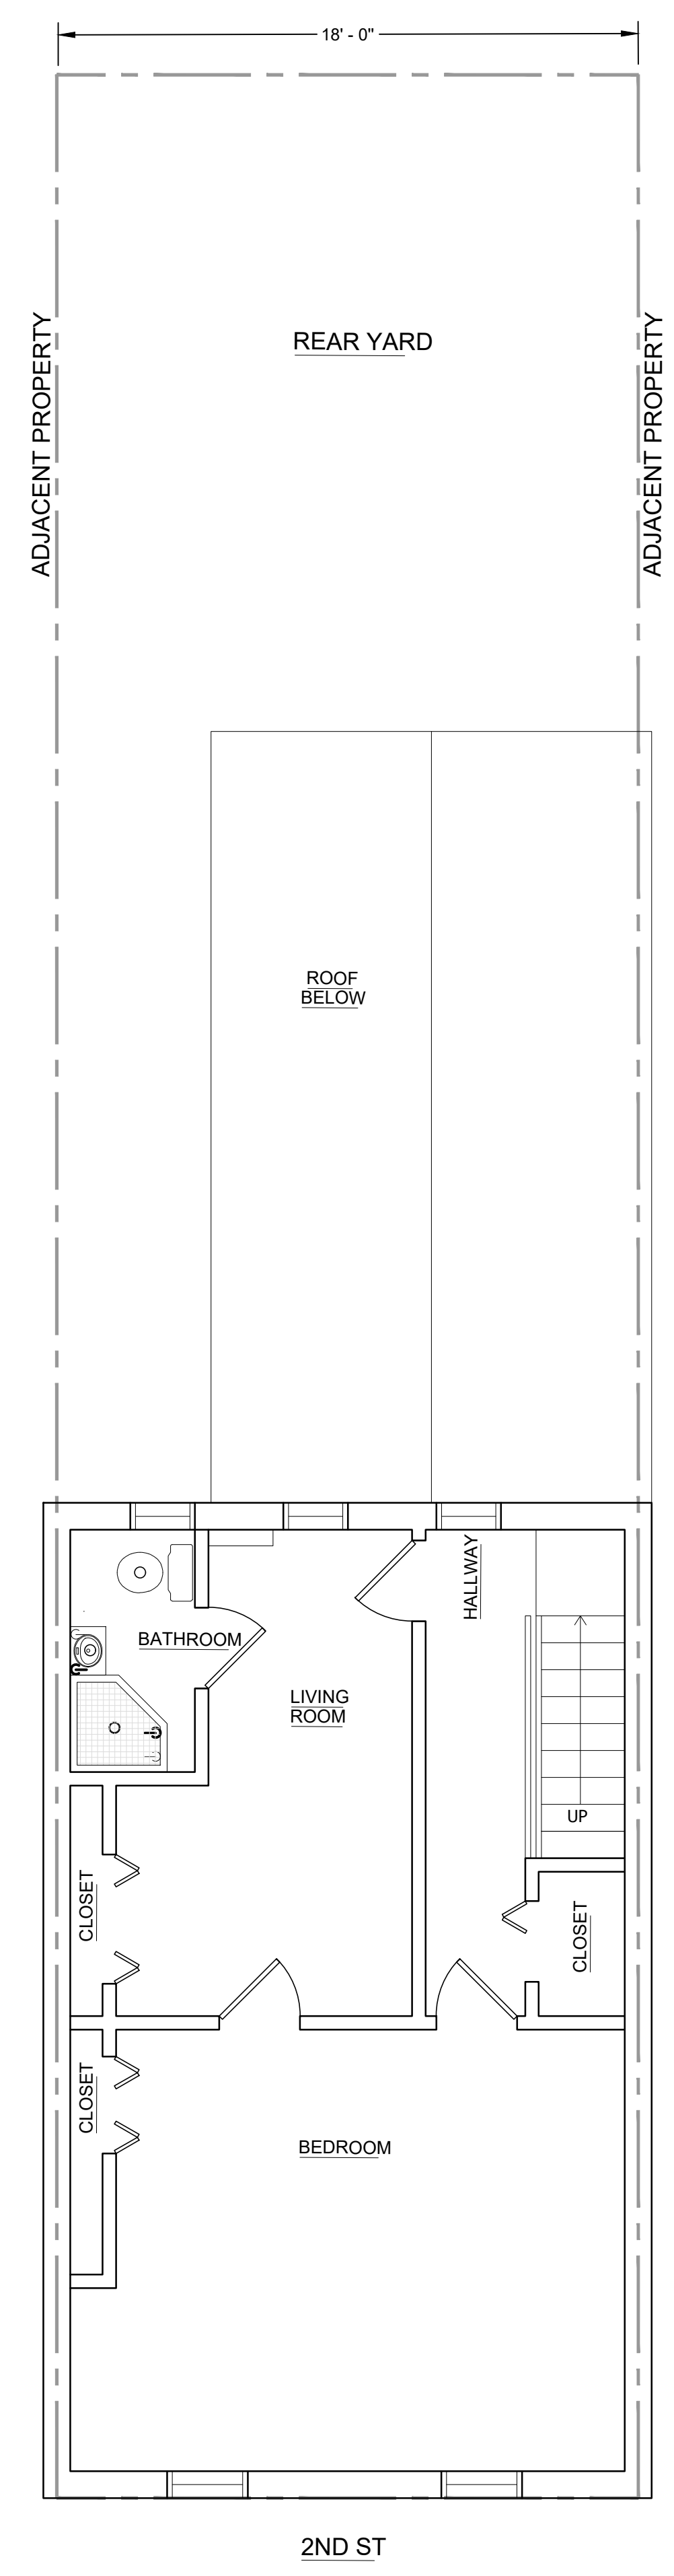 18' - 0"
REAR YARD
ADJACENT PROPERTY
ADJACENT PROPERTY
ROOF
BELOW
HALLWAY
BATHROOM
LIVING
ROOM
UP
CLOSET
CLOSET
CLOSET
BEDROOM
2ND ST